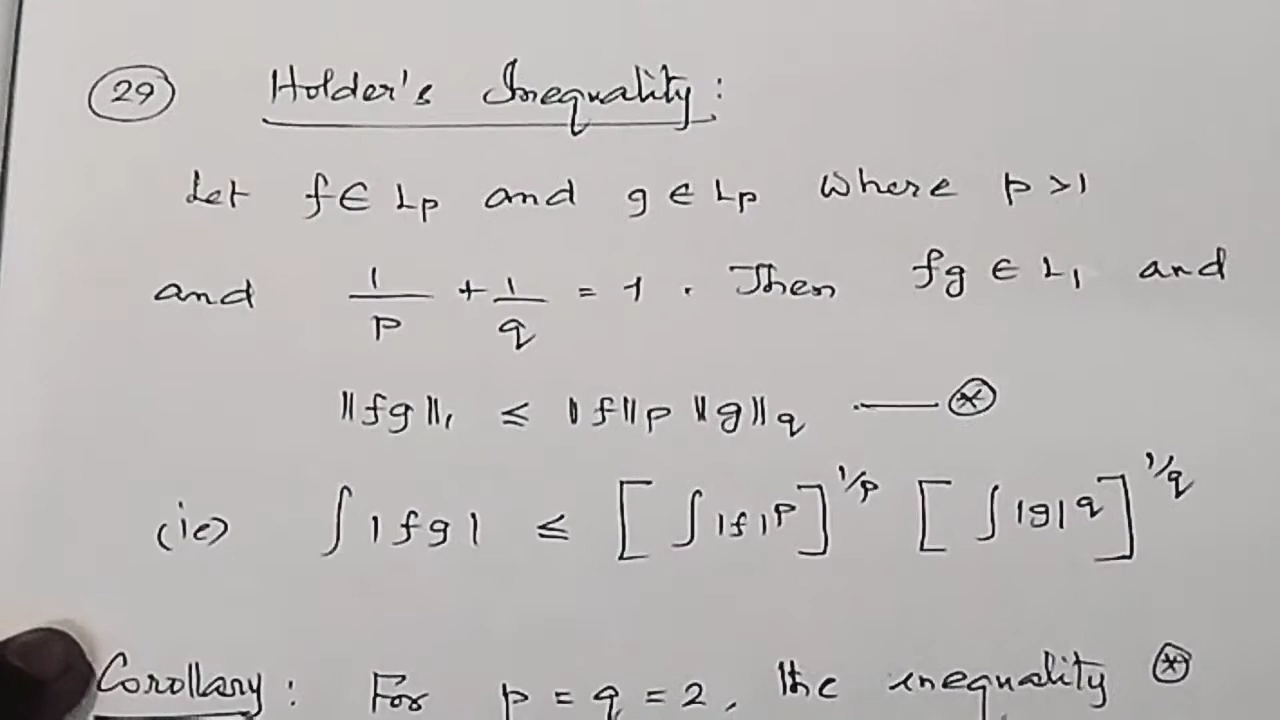 29 Holder's Inequality:
Let f ∈ Lp and g ∈ Lp where p > 1
and 1/p + 1/q = 1. Then fg ∈ L₁ and
‖fg‖₁ ≤ ‖f‖p ‖g‖q —— ⊛
(ie) ∫|fg| ≤ [∫|f|ᵖ]^1/p [∫|g|^q]^1/q
Corollary: For p = q = 2, the inequality ⊛